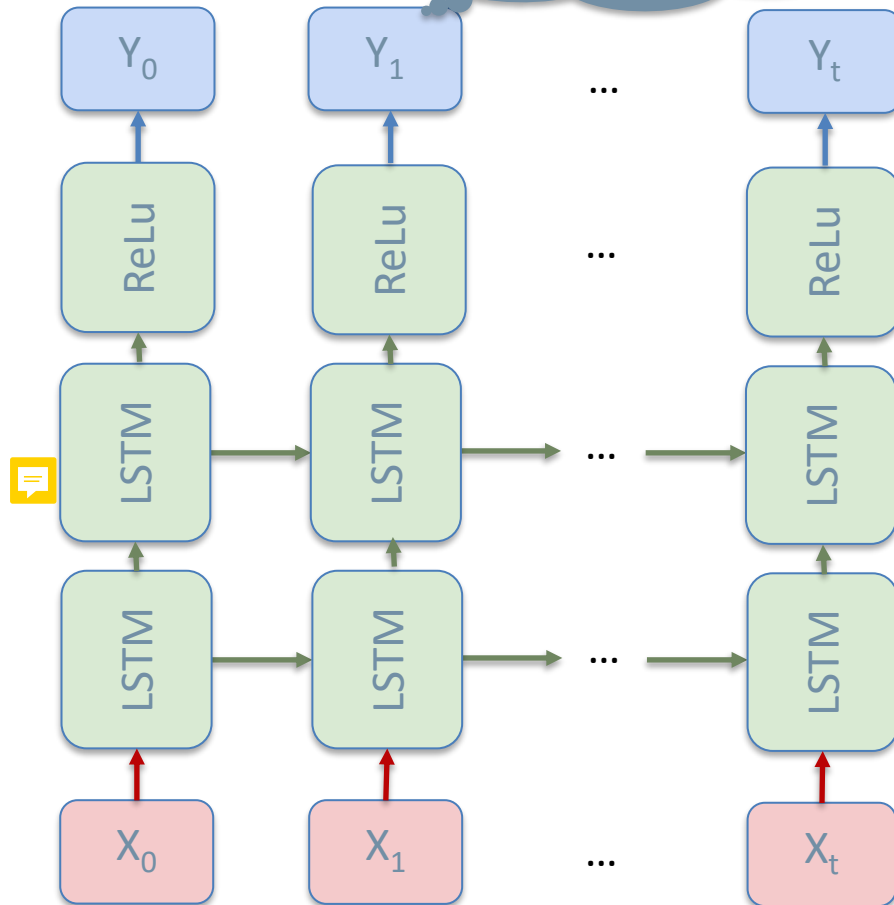 Y₀ Y₁ ... Yₜ
ReLu ReLu ... ReLu
LSTM LSTM ... LSTM
LSTM LSTM ... LSTM
X₀ X₁ ... Xₜ